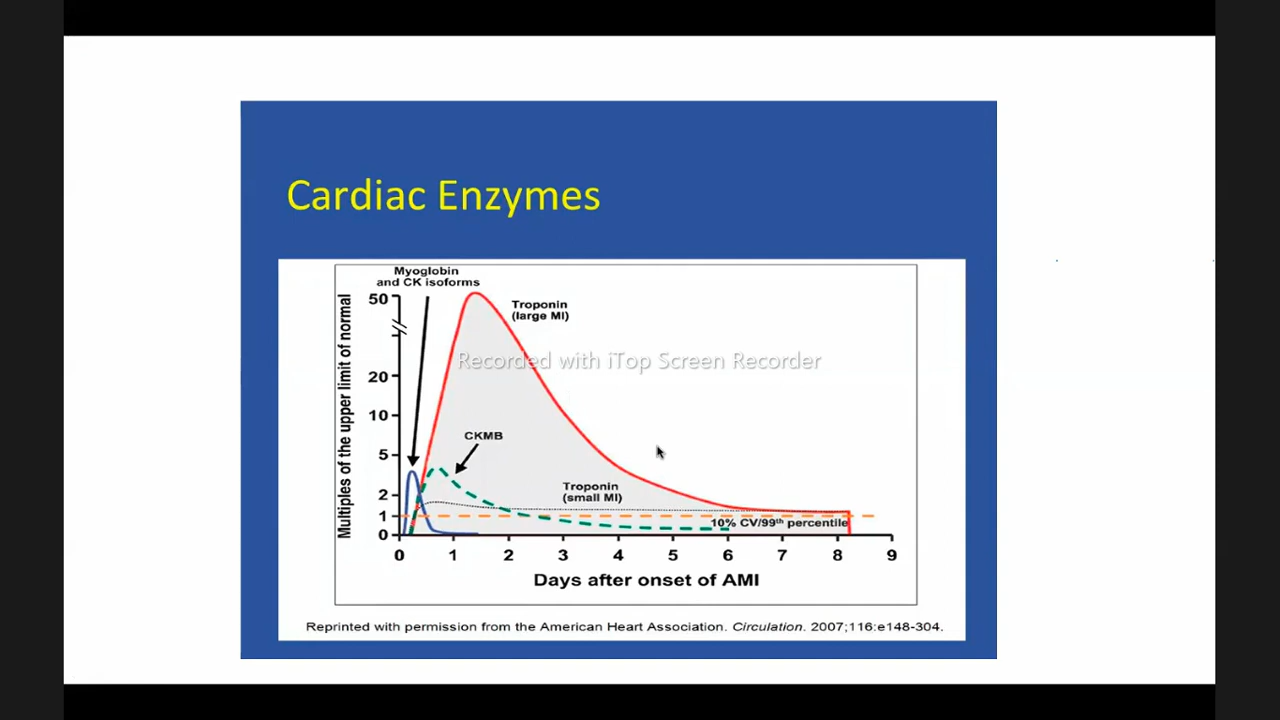 Cardiac Enzymes
Myoglobin
and CK isoforms
Troponin
(large MI)
Recorded with iTop Screen Recorder
CKMB
Troponin
(small MI)
10% CV/99th percentile
Multiples of the upper limit of normal
50
20
10
5
2
1
0
0 1 2 3 4 5 6 7 8 9
Days after onset of AMI
Reprinted with permission from the American Heart Association. Circulation. 2007;116:e148-304.